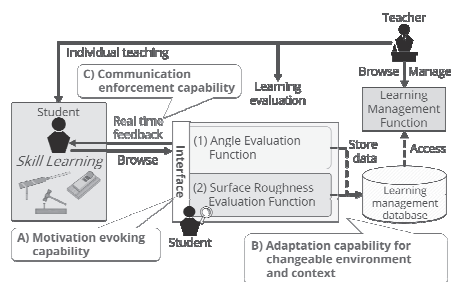 Teacher
Individual teaching
C) Communication
enforcement capability
Learning
evaluation
Browse
Manage
Learning
Management
Function
Student
Skill Learning
Real time
feedback
Browse
Interface
(1) Angle Evaluation
Function
(2) Surface Roughness
Evaluation Function
Store
data
Access
Learning
management
database
A) Motivation evoking
capability
Student
B) Adaptation capability for
changeable environment
and context